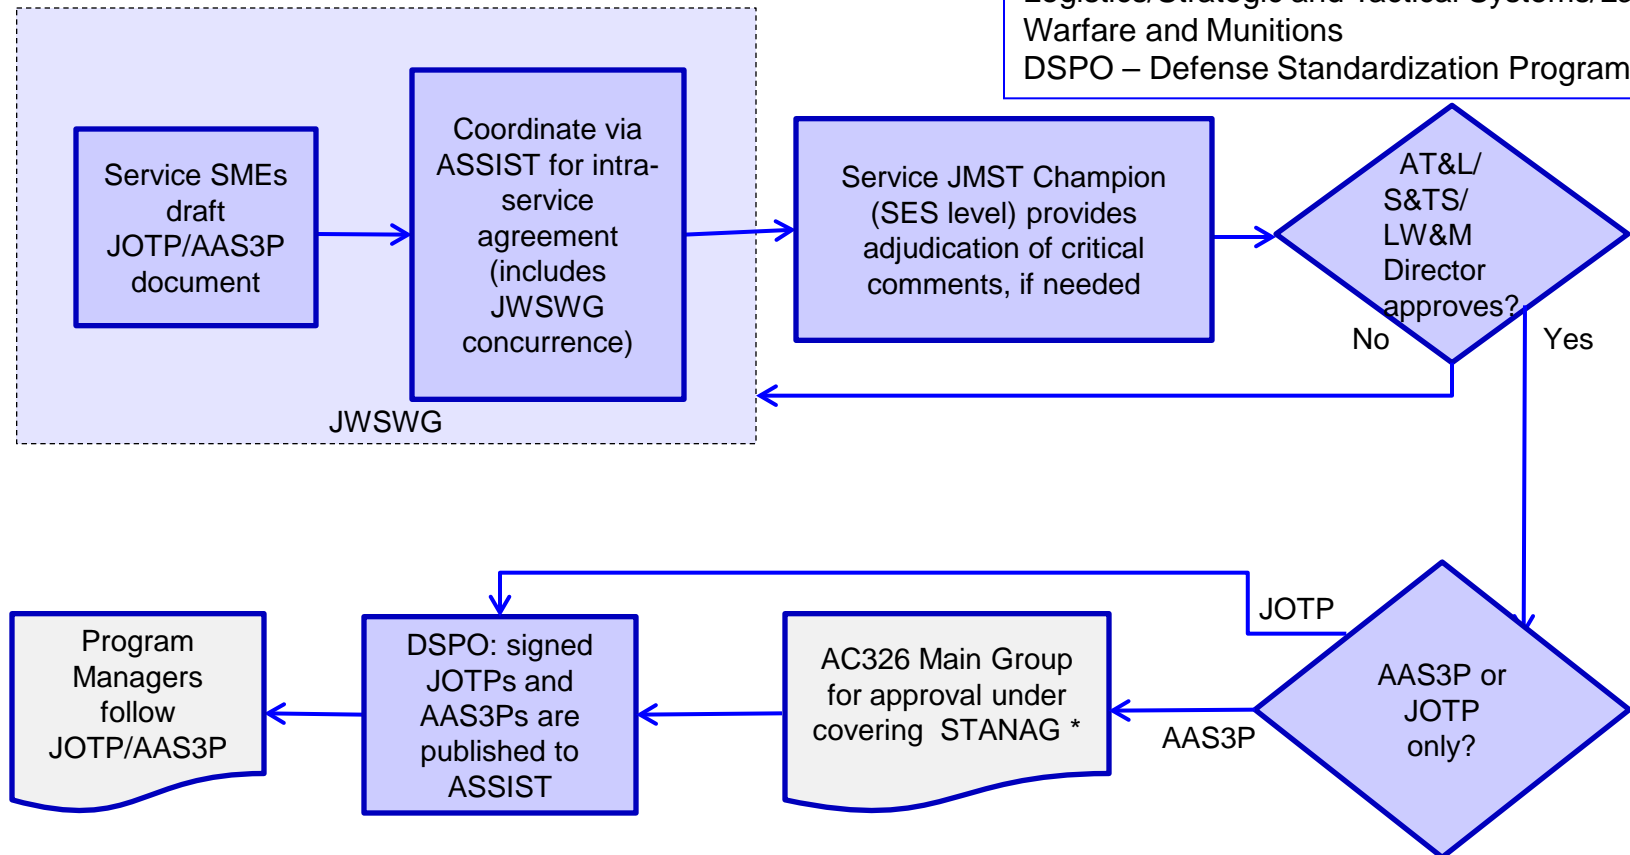 Warfare and Munitions
DSPO – Defense Standardization Program
Service SMEs
draft
JOTP/AAS3P
document
Coordinate via
ASSIST for intra-
service
agreement
(includes
JWSWG
concurrence)
JWSWG
Service JMST Champion
(SES level) provides
adjudication of critical
comments, if needed
AT&L/
S&TS/
LW&M
Director
approves?
No
Yes
AAS3P or
JOTP
only?
JOTP
AAS3P
AC326 Main Group
for approval under
covering STANAG *
DSPO: signed
JOTPs and
AAS3Ps are
published to
ASSIST
Program
Managers
follow
JOTP/AAS3P